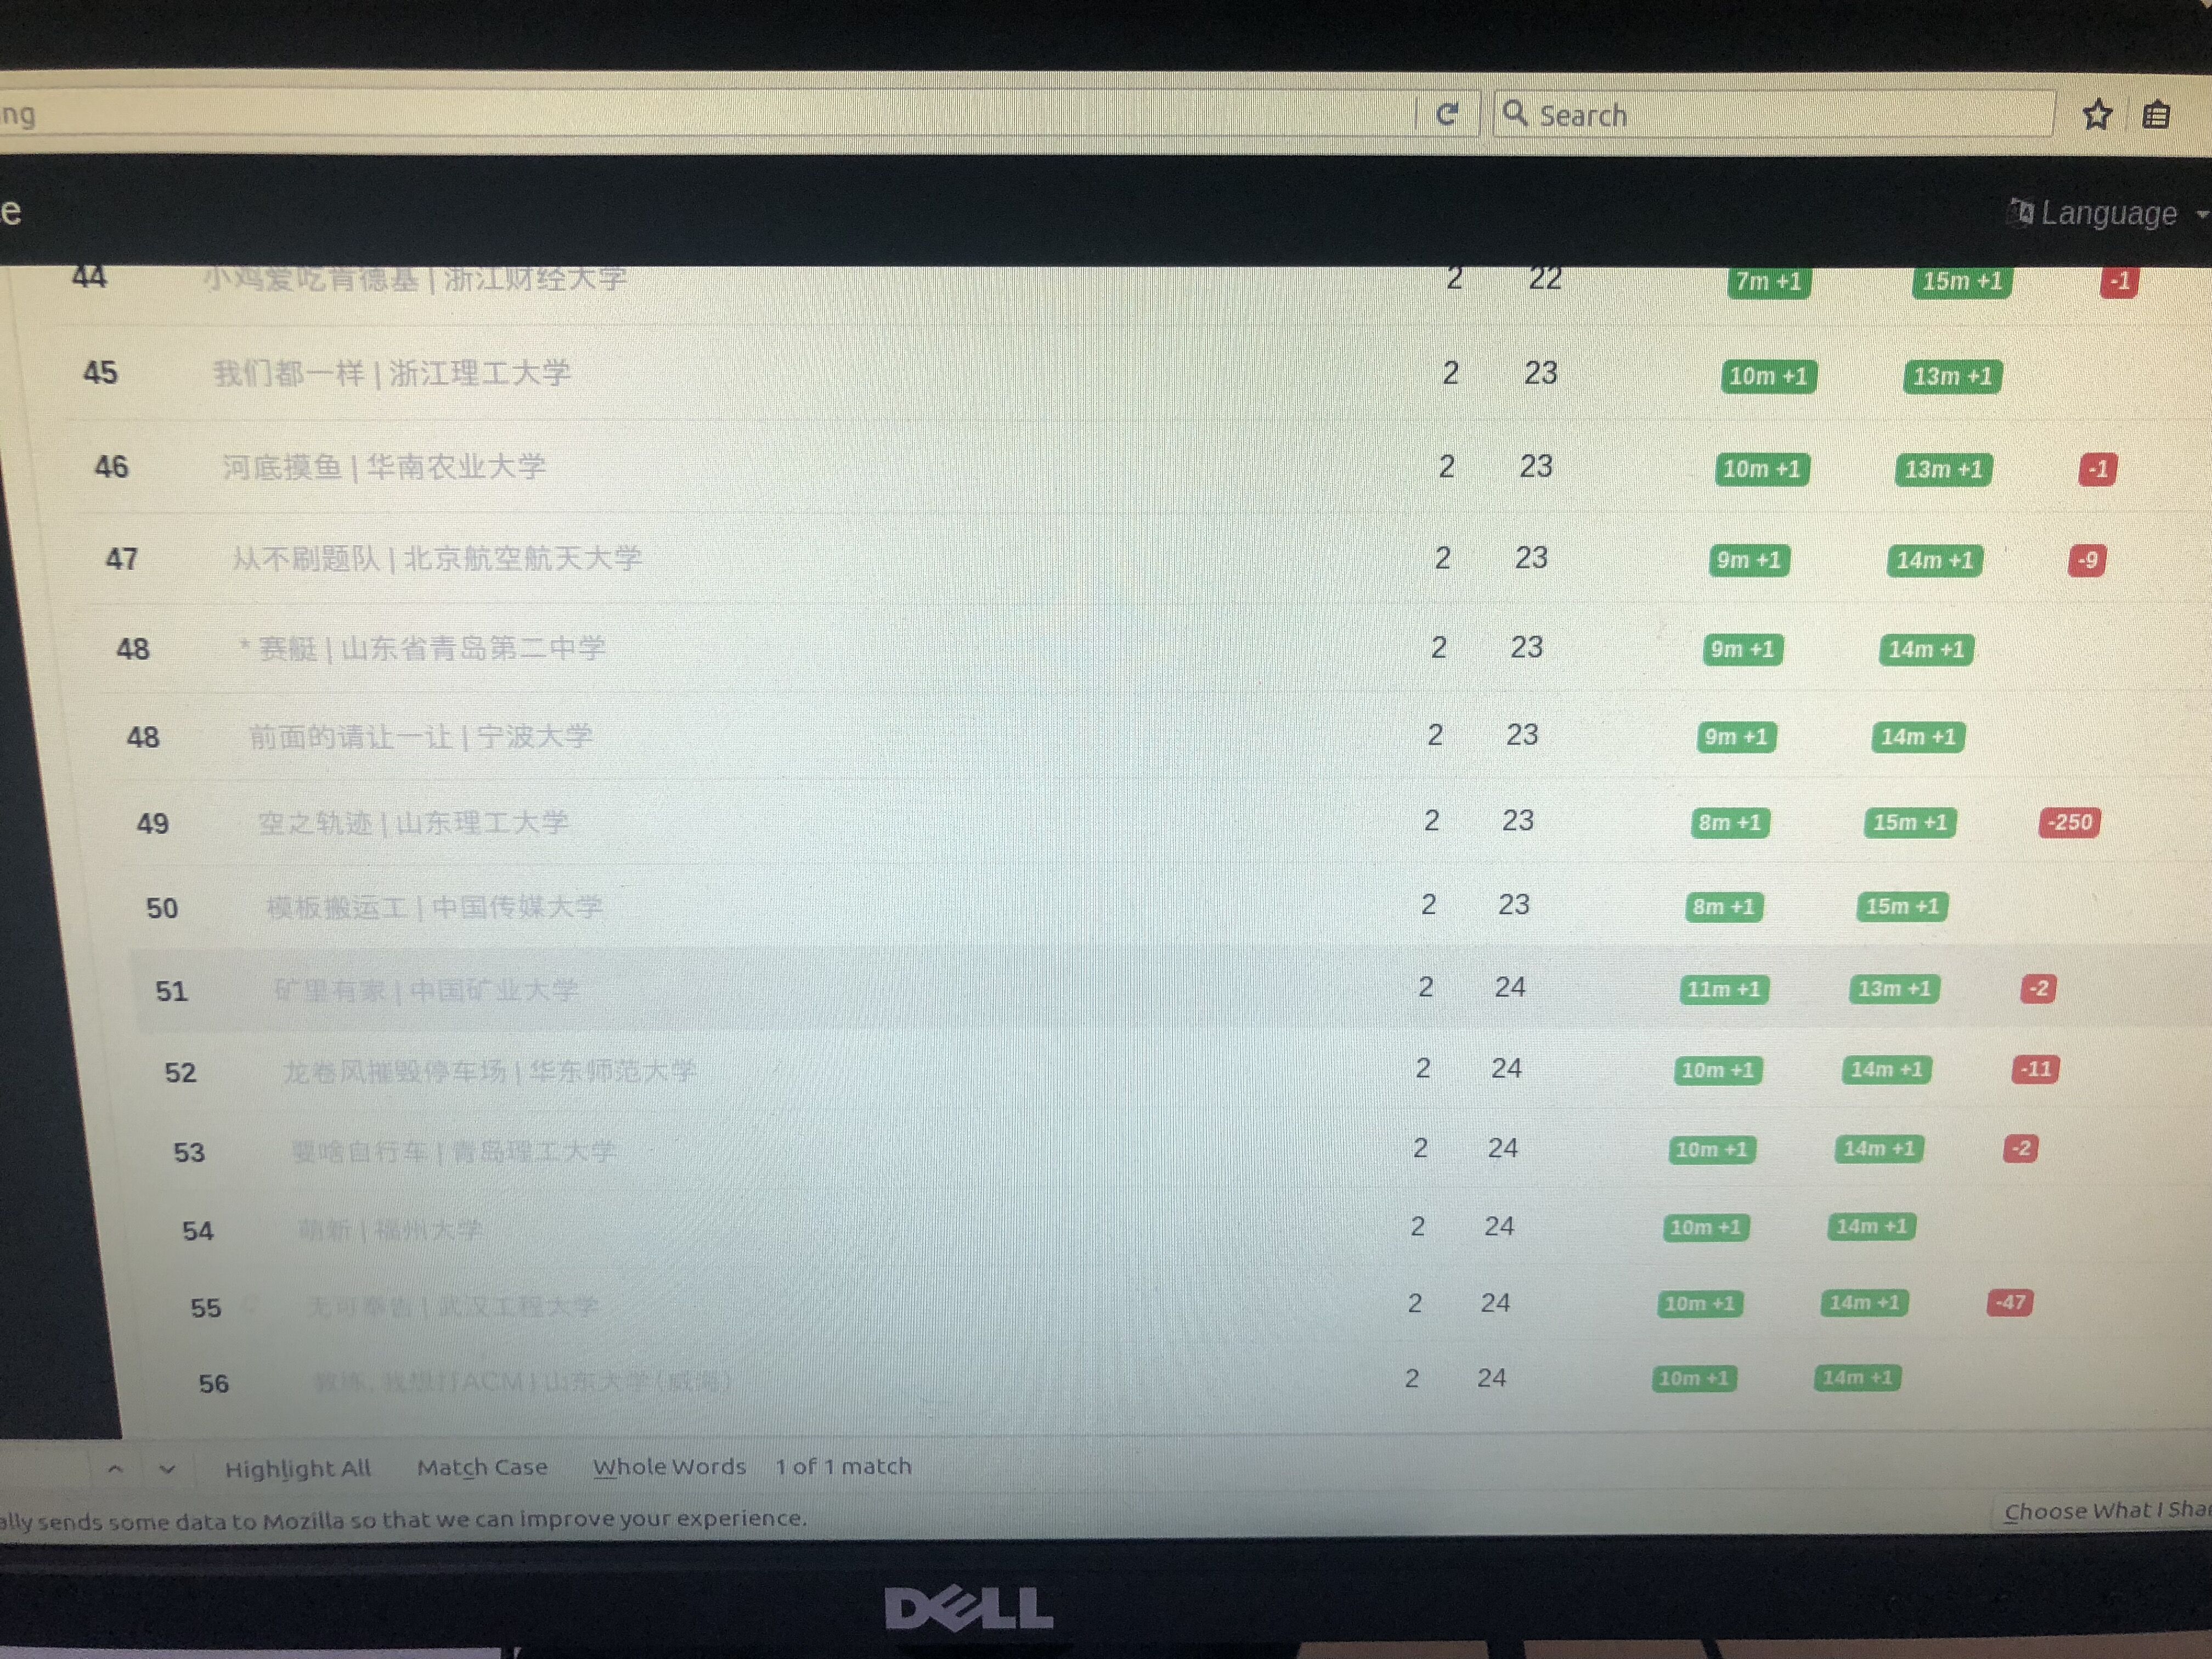 ng
Search
e
Language
44 小鸡爱吃肯德基 | 浙江财经大学 2 22 7m +1 15m +1 -1
45 我们都一样 | 浙江理工大学 2 23 10m +1 13m +1
46 河底摸鱼 | 华南农业大学 2 23 10m +1 13m +1 -1
47 从不刷题队 | 北京航空航天大学 2 23 9m +1 14m +1 -9
48 * 赛艇 | 山东省青岛第二中学 2 23 9m +1 14m +1
48 前面的请让一让 | 宁波大学 2 23 9m +1 14m +1
49 空之轨迹 | 山东理工大学 2 23 8m +1 15m +1 -250
50 模板搬运工 | 中国传媒大学 2 23 8m +1 15m +1
51 矿里有家 | 中国矿业大学 2 24 11m +1 13m +1 -2
52 龙卷风摧毁停车场 | 华东师范大学 2 24 10m +1 14m +1 -11
53 要啥自行车 | 青岛理工大学 2 24 10m +1 14m +1 -2
54 萌新 | 福州大学 2 24 10m +1 14m +1
55 无可奉告 | 武汉工程大学 2 24 10m +1 14m +1 -47
56 教练,我想打ACM | 山东大学(威海) 2 24 10m +1 14m +1
Highlight All Match Case Whole Words 1 of 1 match
ally sends some data to Mozilla so that we can improve your experience. Choose What I Shar
DELL